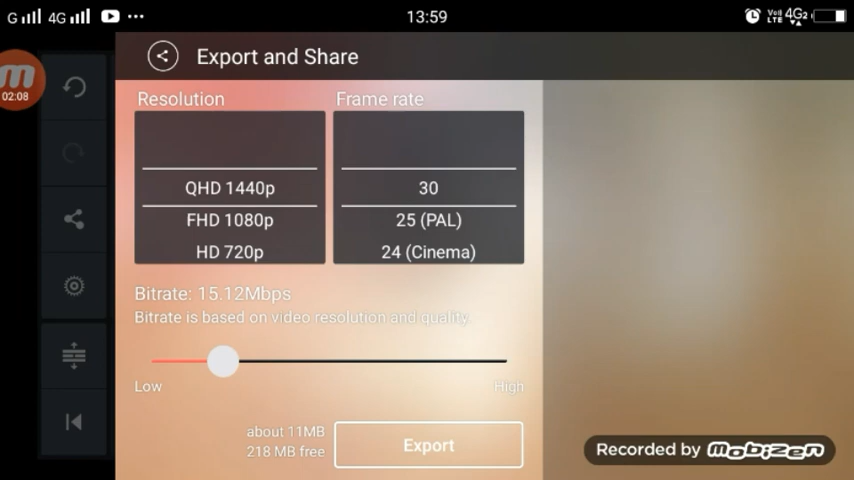 G 4G 13:59 VoD LTE 4G2
02:08
Export and Share
Resolution Frame rate
QHD 1440p 30
FHD 1080p 25 (PAL)
HD 720p 24 (Cinema)
Bitrate: 15.12Mbps
Bitrate is based on video resolution and quality.
Low High
about 11MB
218 MB free
Export
Recorded by mobizen